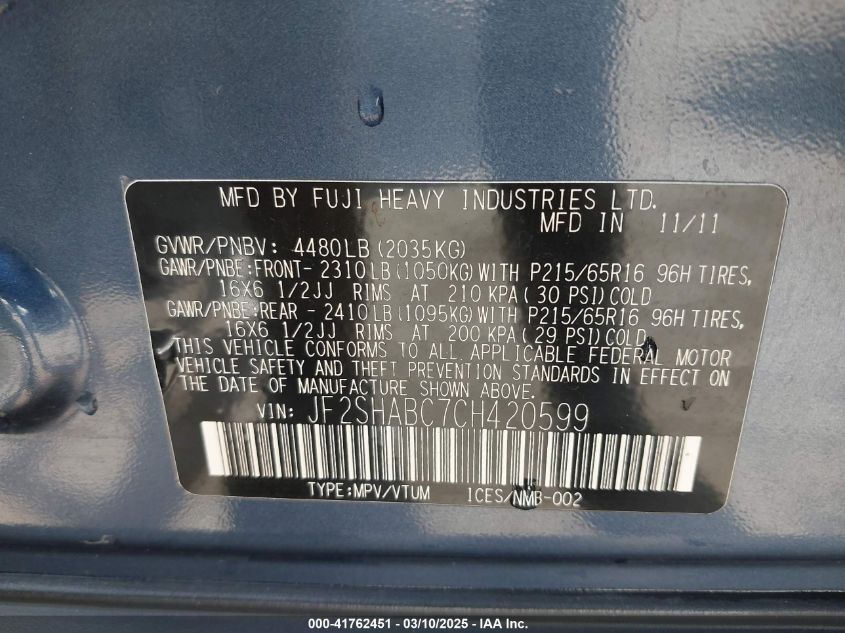 MFD BY FUJI HEAVY INDUSTRIES LTD.
MFD IN 11/11
GVWR/PNBV: 4480LB (2035KG)
GAWR/PNBE:FRONT- 2310LB(1050KG)WITH P215/65R16 96H TIRES,
16X6 1/2JJ RIMS AT 210 KPA (30 PSI)COLD
GAWR/PNBE:REAR - 2410LB(1095KG)WITH P215/65R16 96H TIRES,
16X6 1/2JJ RIMS AT 200 KPA (29 PSI)COLD
THIS VEHICLE CONFORMS TO ALL APPLICABLE FEDERAL MOTOR
VEHICLE SAFETY AND THEFT PREVENTION STANDARDS IN EFFECT ON
THE DATE OF MANUFACTURE SHOWN ABOVE.
VIN: JF2SHABC7CH420599
TYPE:MPV/VTUM ICES/NMB-002
000-41762451 - 03/10/2025 - IAA, Inc.